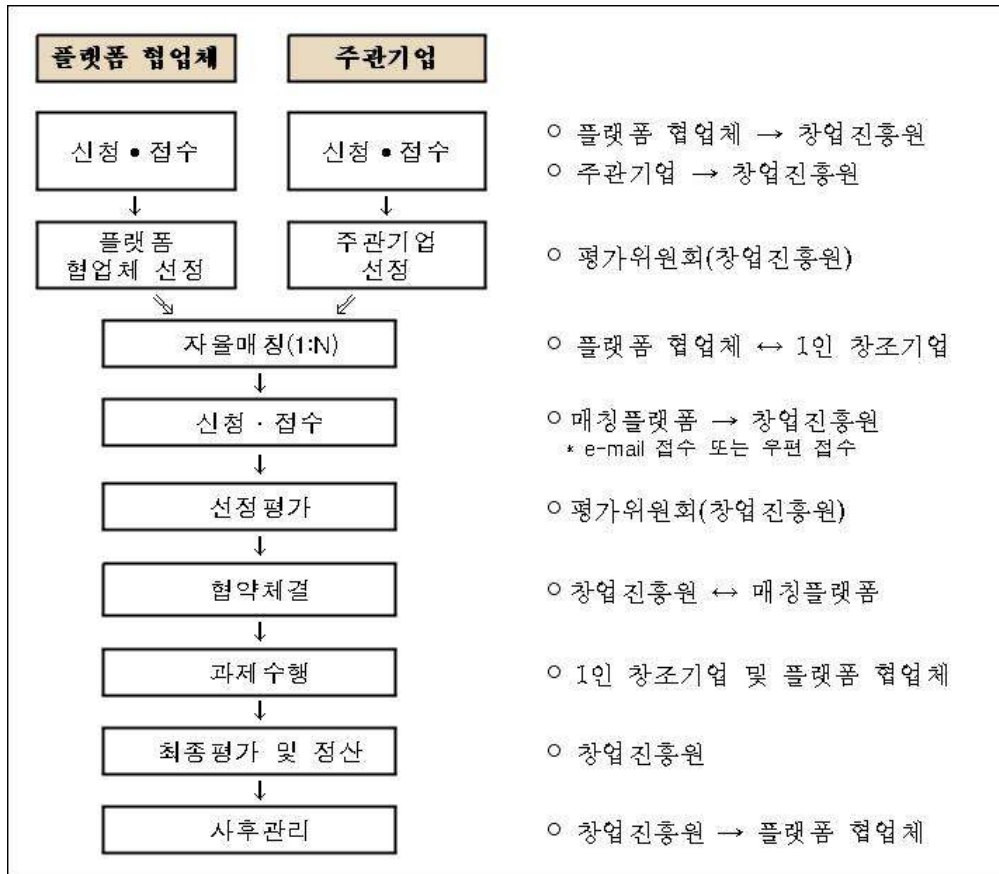 플랫폼 협업체
주관기업
신청 • 접수
신청 • 접수
○ 플랫폼 협업체 → 창업진흥원
○ 주관기업 → 창업진흥원
↓
↓
플랫폼
협업체 선정
주관기업
선정
○ 평가위원회(창업진흥원)
⇘
⇙
자율매칭(1:N)
○ 플랫폼 협업체 ↔ 1인 창조기업
↓
신청 · 접수
○ 매칭플랫폼 → 창업진흥원
* e-mail 접수 또는 우편 접수
↓
선정평가
○ 평가위원회(창업진흥원)
↓
협약체결
○ 창업진흥원 ↔ 매칭플랫폼
↓
과제수행
○ 1인 창조기업 및 플랫폼 협업체
↓
최종평가 및 정산
○ 창업진흥원
↓
사후관리
○ 창업진흥원 → 플랫폼 협업체